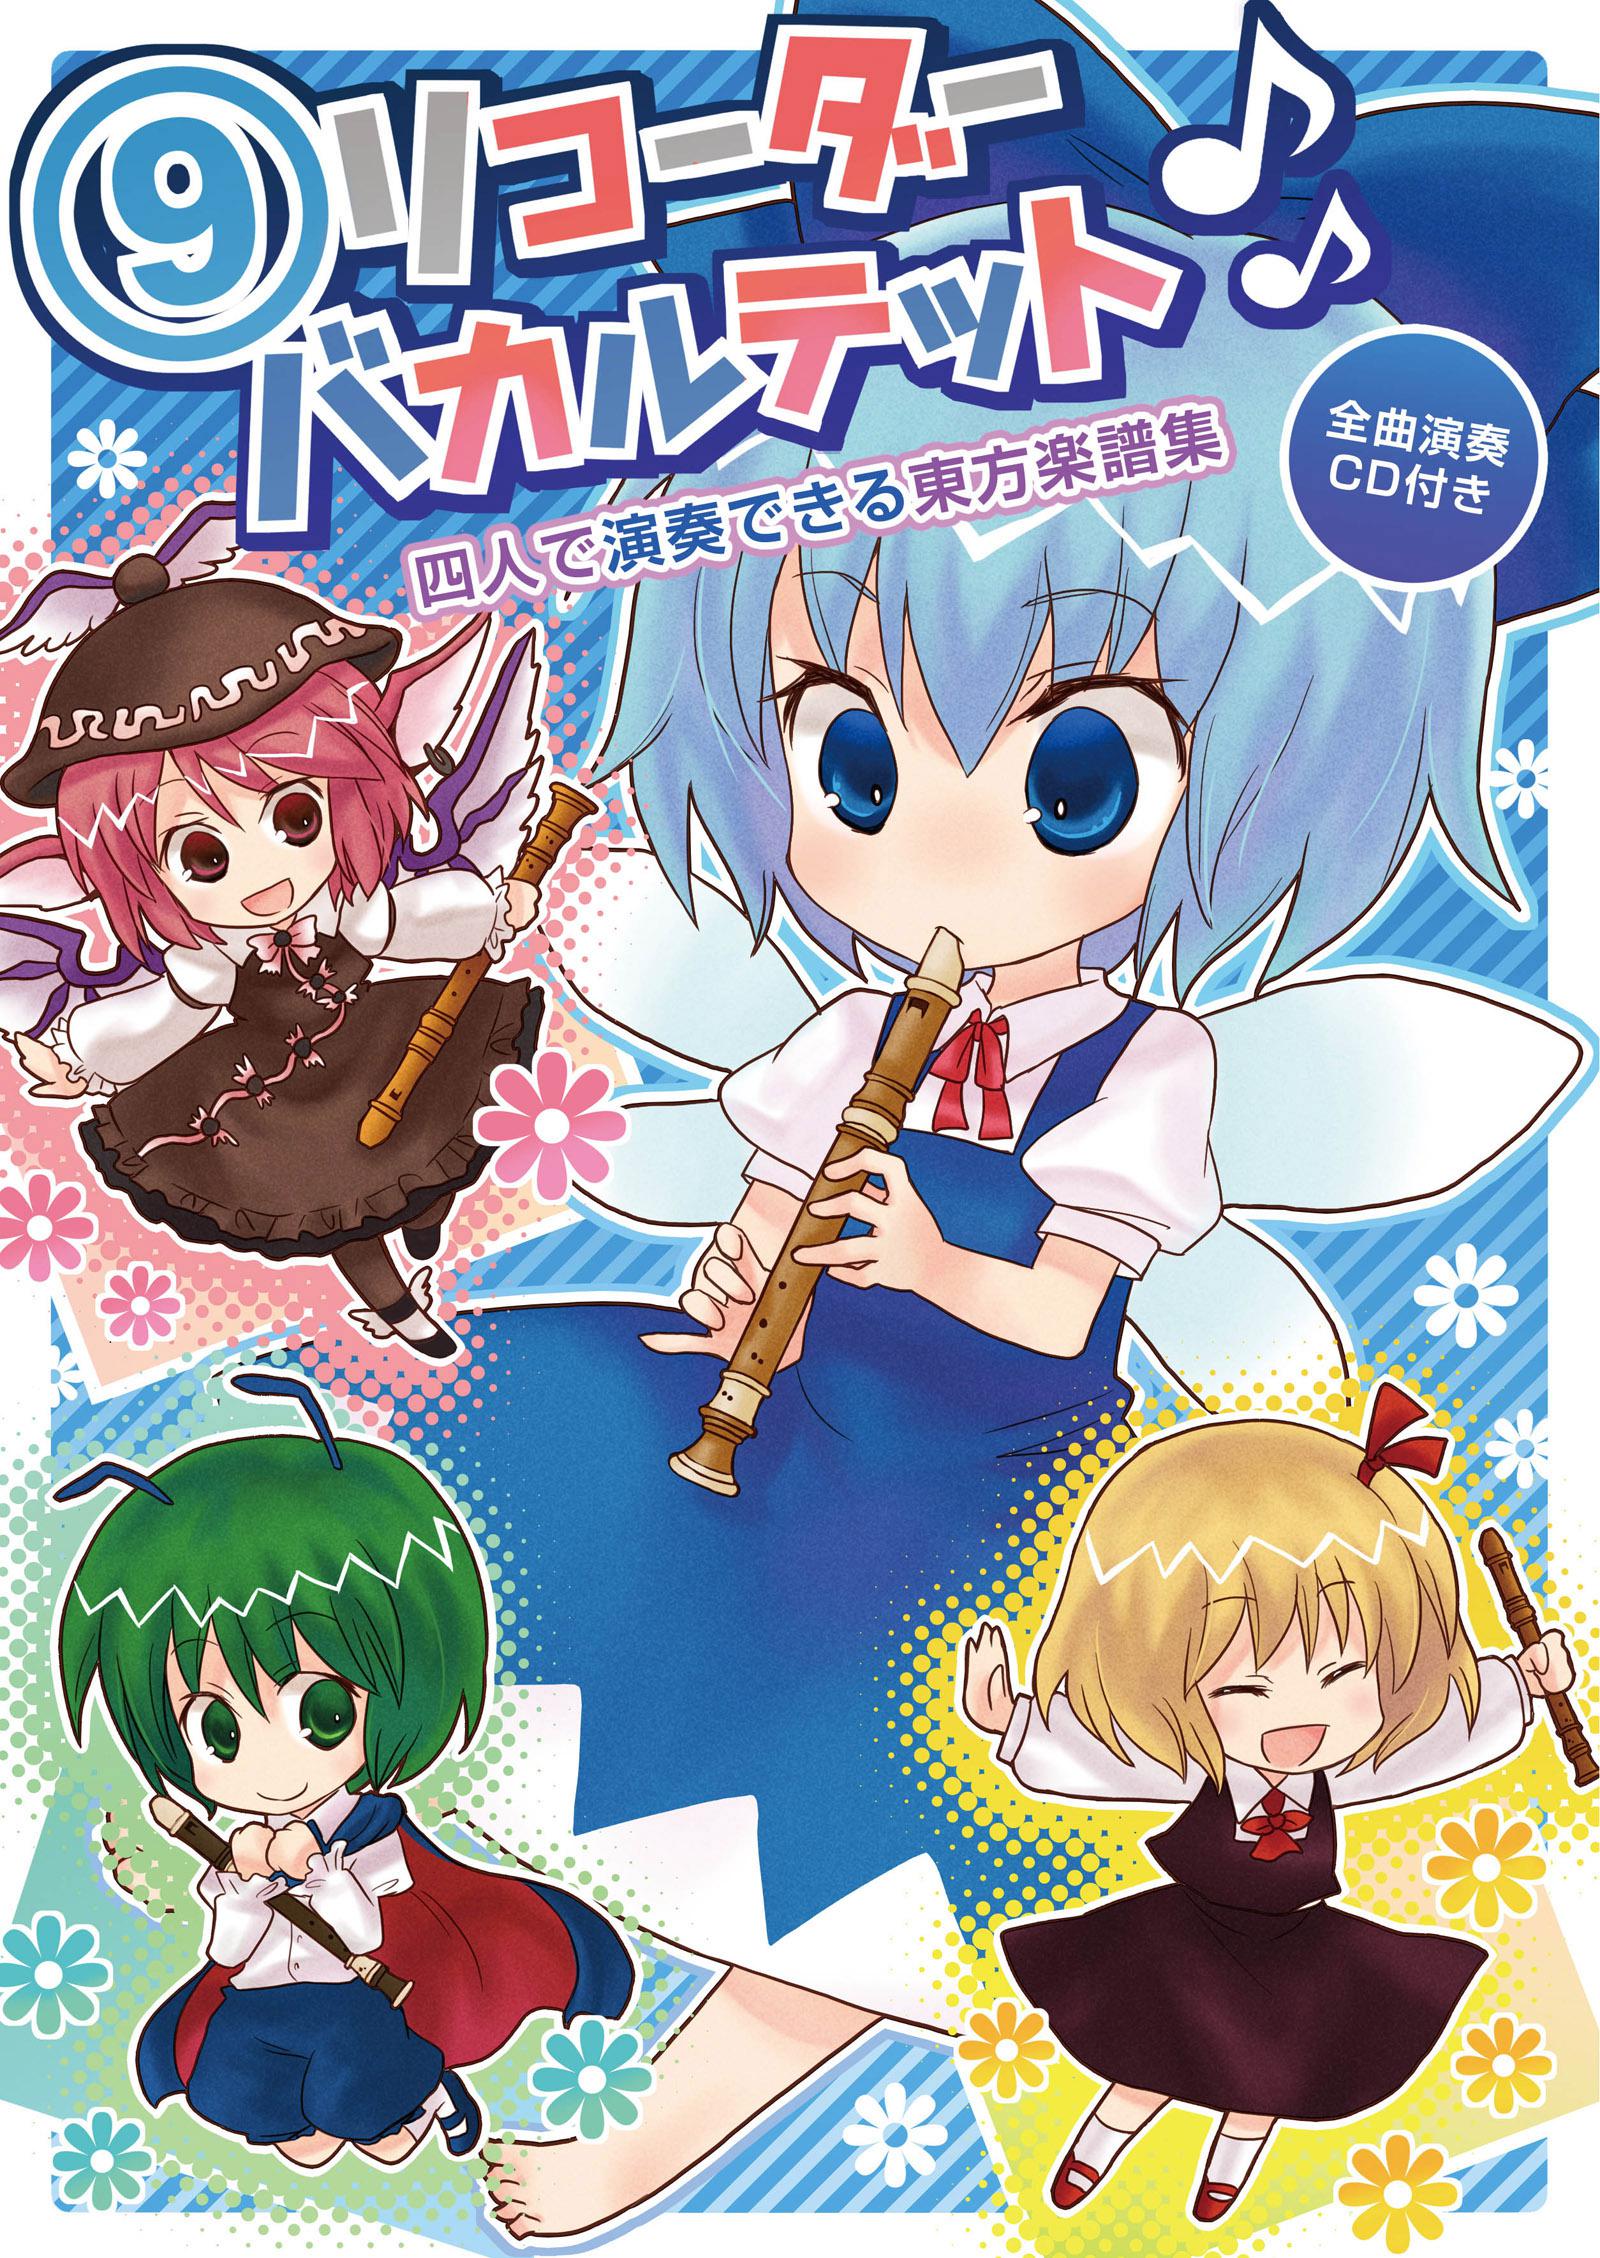 ⑨リコーダー
バカルテット♪♪
四人で演奏できる東方楽譜集
全曲演奏
CD付き